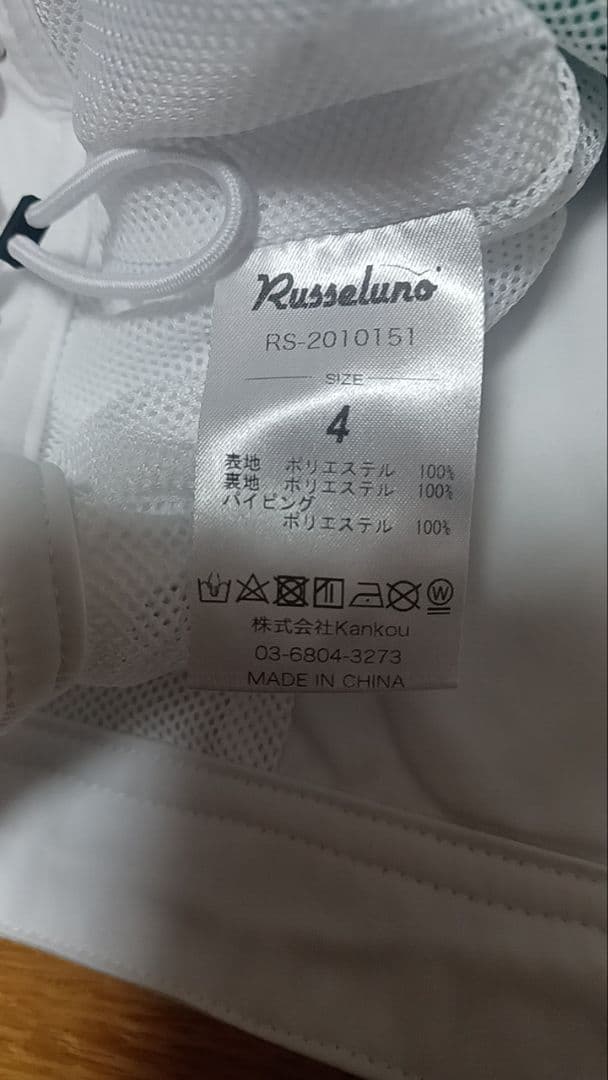 Russeluno
RS-2010151
SIZE
4
表地 ポリエステル 100%
裏地 ポリエステル 100%
パイピング
ポリエステル 100%
W
株式会社Kankou
03-6804-3273
MADE IN CHINA